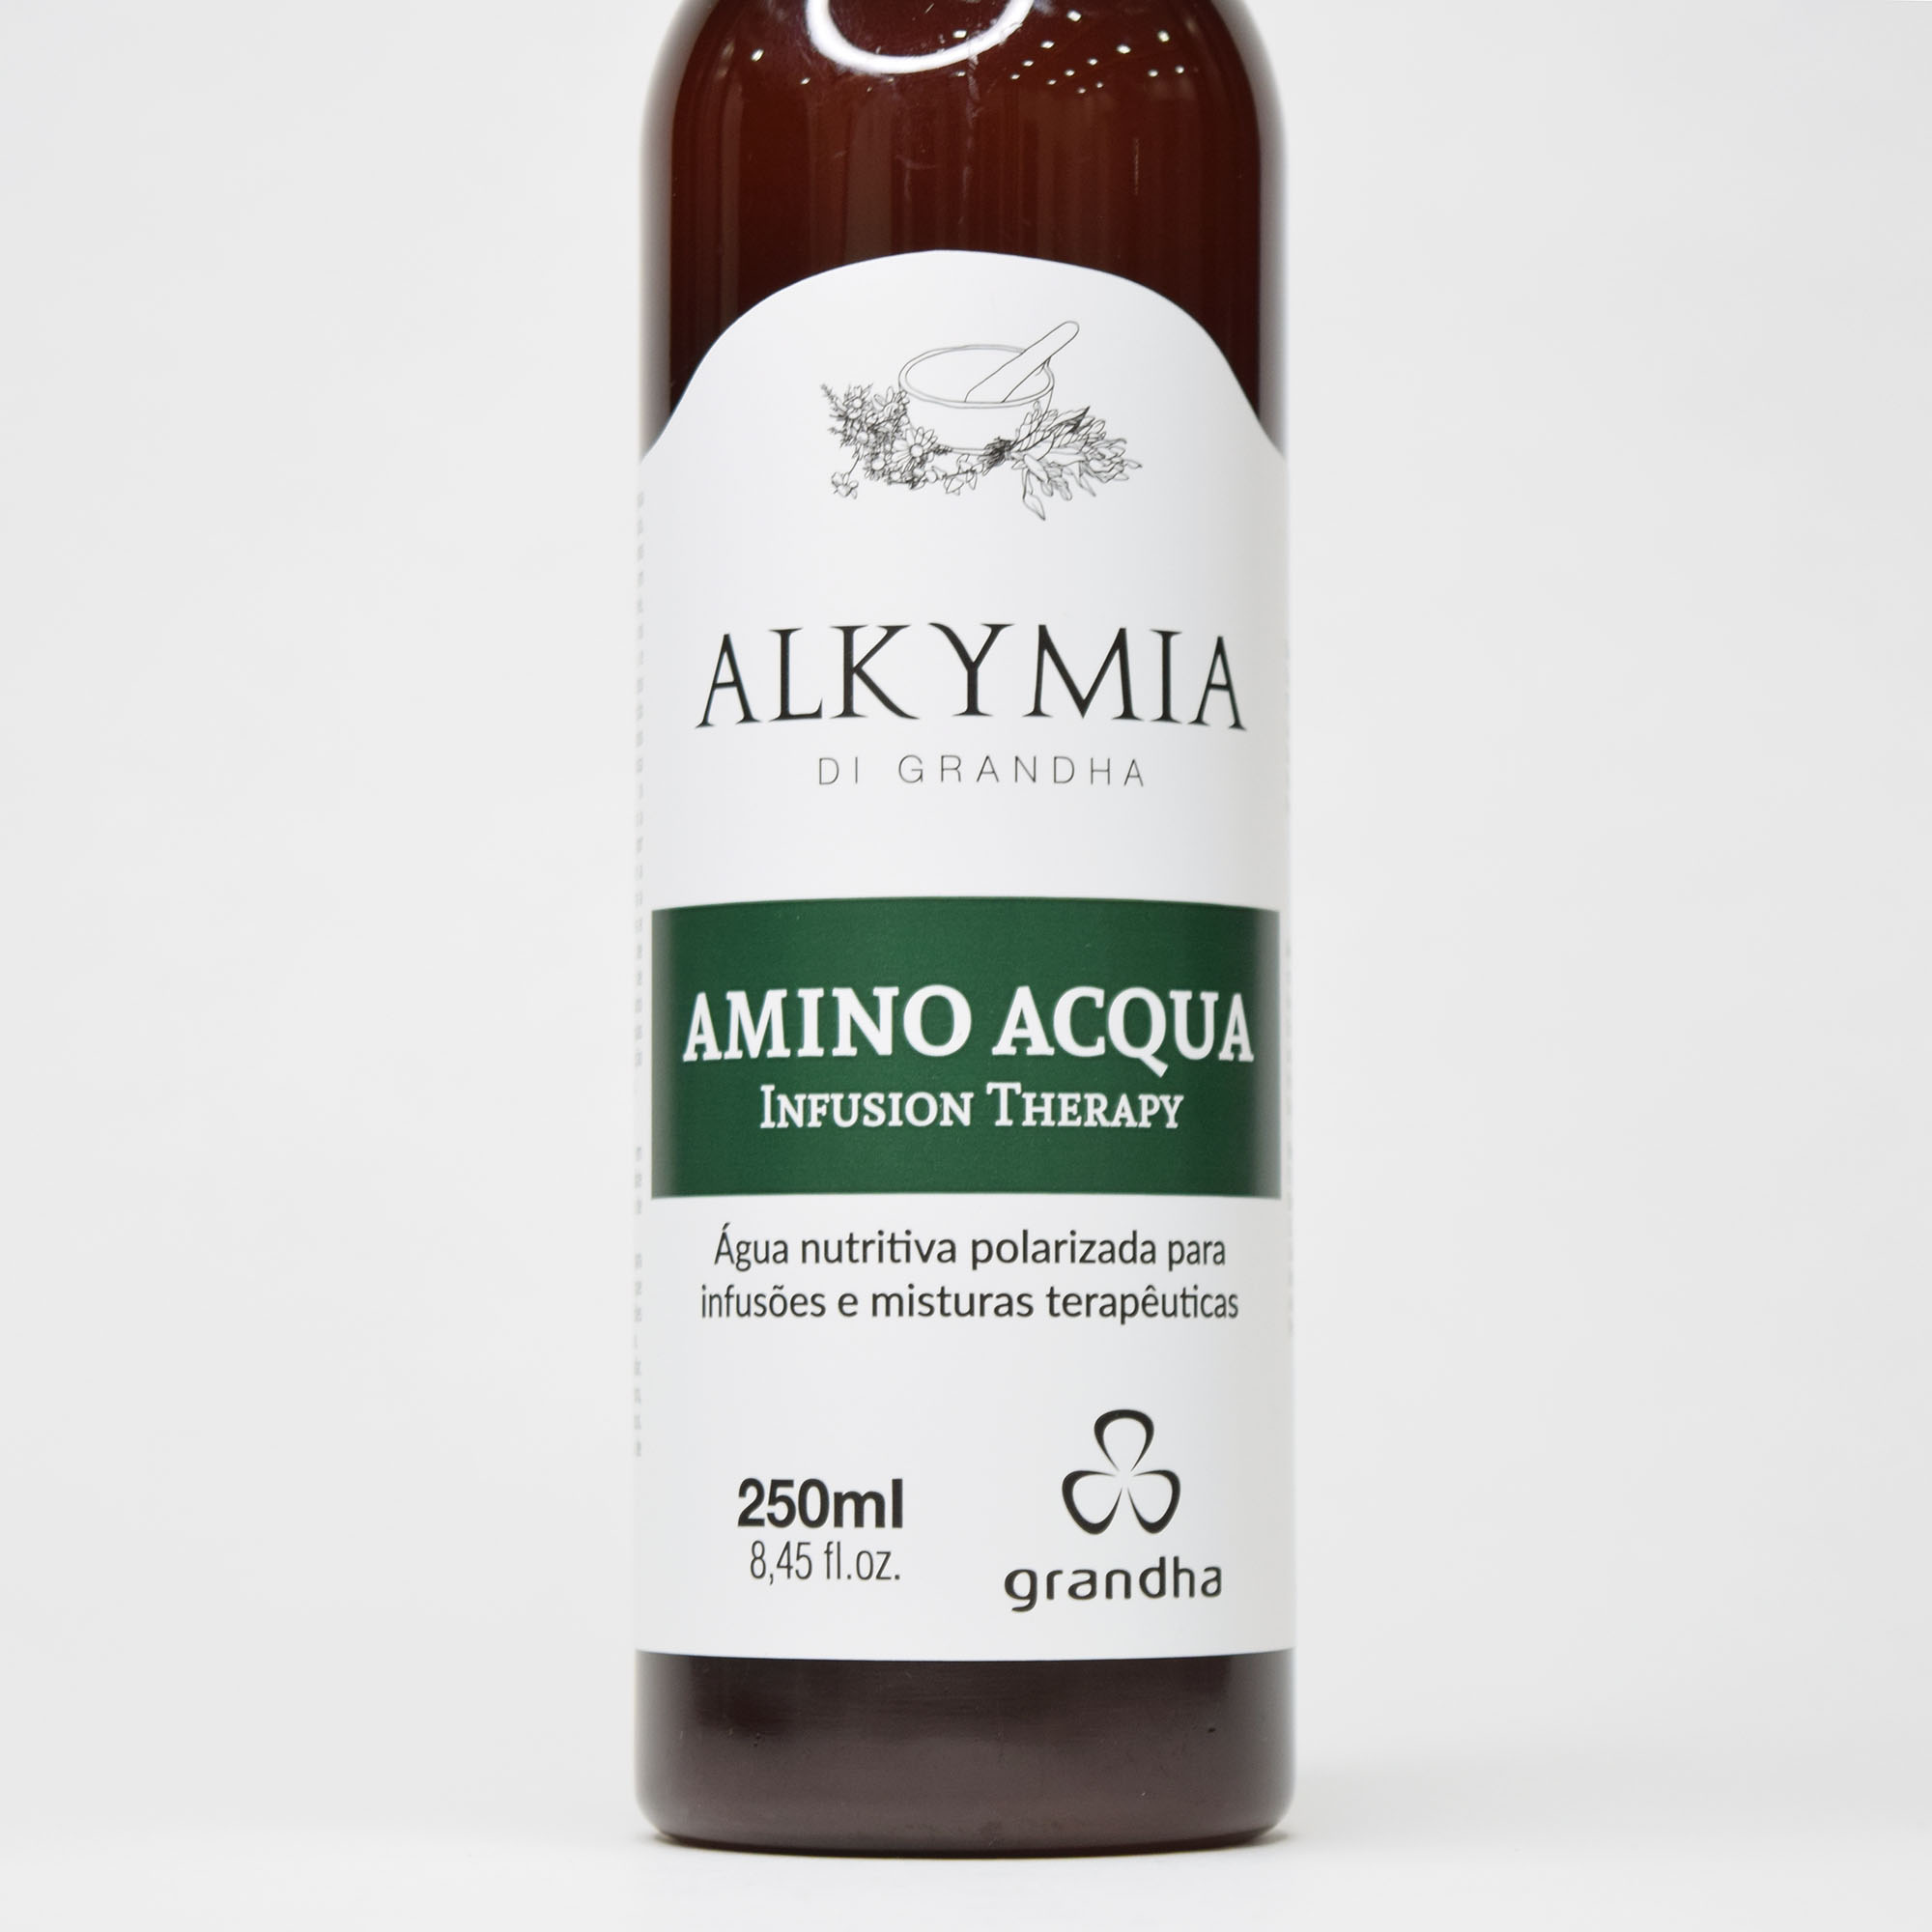 ALKYMIA
DI GRANDHA
AMINO ACQUA
INFUSION THERAPY
Água nutritiva polarizada para
infusões e misturas terapêuticas
250ml
8,45 fl.oz.
grandha